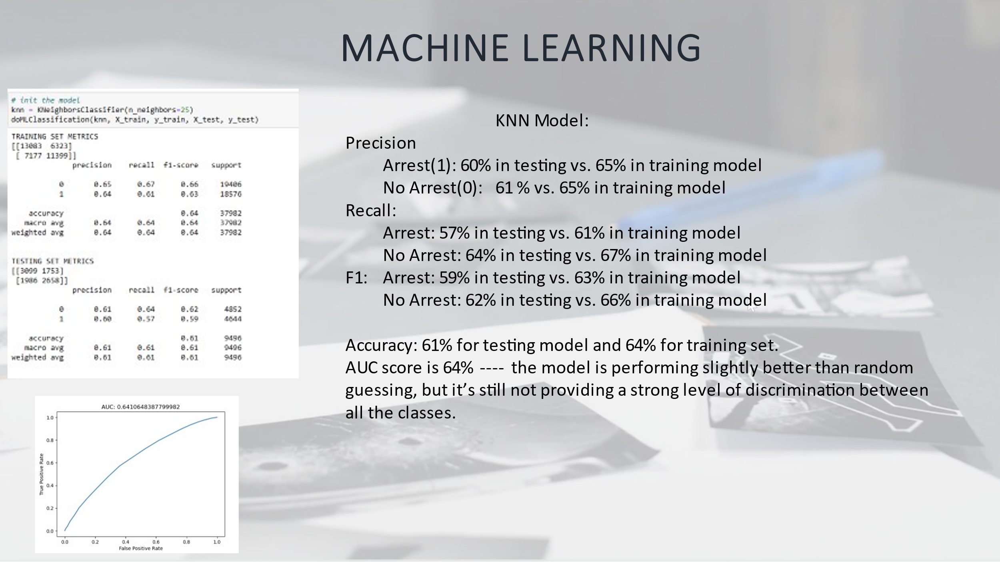 MACHINE LEARNING
# init the model
knn = KNeighborsClassifier(n_neighbors=25)
doMLClassification(knn, X_train, y_train, X_test, y_test)
TRAINING SET METRICS
[[13083 6323]
[ 7177 11399]]
precision recall f1-score support
0 0.65 0.67 0.66 19406
1 0.64 0.61 0.63 18576
accuracy 0.64 37982
macro avg 0.64 0.64 0.64 37982
weighted avg 0.64 0.64 0.64 37982
TESTING SET METRICS
[[3099 1753]
[1986 2658]]
precision recall f1-score support
0 0.61 0.64 0.62 4852
1 0.60 0.57 0.59 4644
accuracy 0.61 9496
macro avg 0.61 0.61 0.61 9496
weighted avg 0.61 0.61 0.61 9496
AUC: 0.6410648387799982
1.0
0.8
0.6
0.4
0.2
0.0
True Positive Rate
0.0 0.2 0.4 0.6 0.8 1.0
False Positive Rate
KNN Model:
Precision
Arrest(1): 60% in testing vs. 65% in training model
No Arrest(0): 61 % vs. 65% in training model
Recall:
Arrest: 57% in testing vs. 61% in training model
No Arrest: 64% in testing vs. 67% in training model
F1: Arrest: 59% in testing vs. 63% in training model
No Arrest: 62% in testing vs. 66% in training model
Accuracy: 61% for testing model and 64% for training set.
AUC score is 64% ---- the model is performing slightly better than random
guessing, but it’s still not providing a strong level of discrimination between
all the classes.